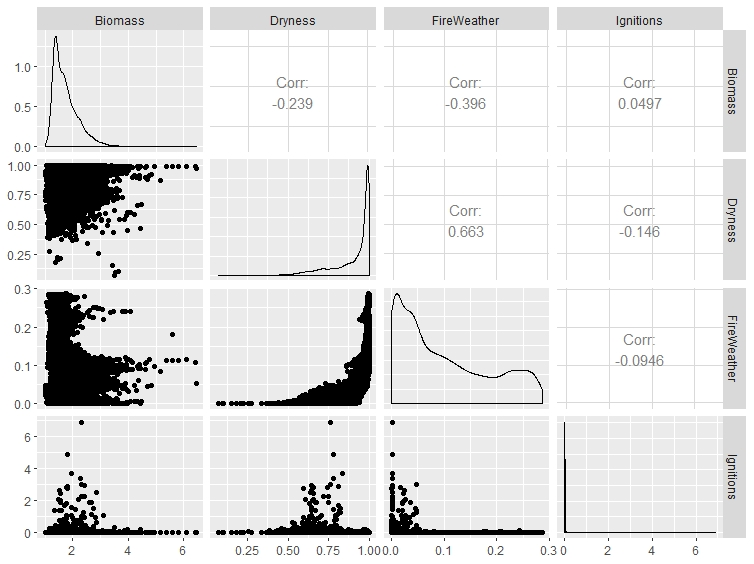 Biomass Dryness FireWeather Ignitions
1.0
0.5
0.0
Corr:
-0.239
Corr:
-0.396
Corr:
0.0497
Biomass
1.00
0.75
0.50
0.25
Corr:
0.663
Corr:
-0.146
Dryness
0.3
0.2
0.1
0.0
Corr:
-0.0946
FireWeather
6
4
2
0
Ignitions
2 4 6 0.25 0.50 0.75 1.00 0.0 0.1 0.2 0.3 0 2 4 6